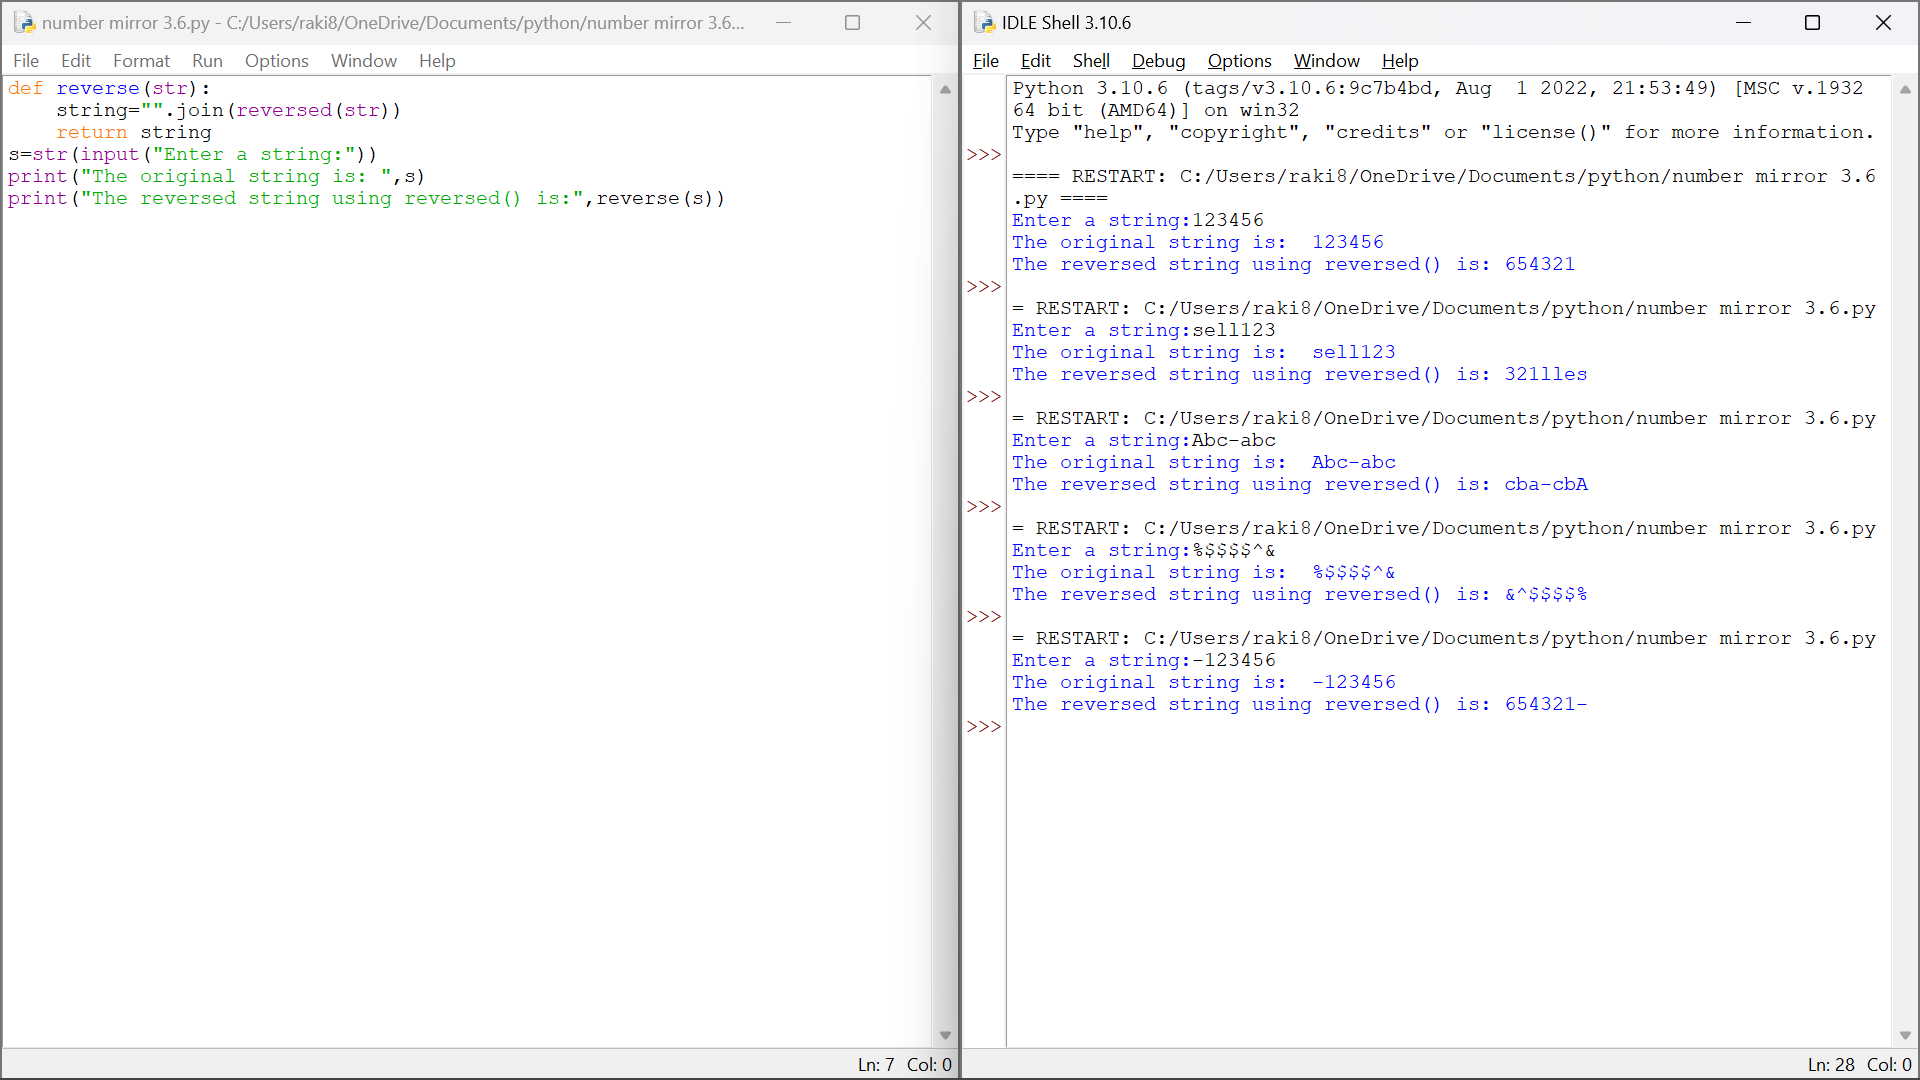 number mirror 3.6.py - C:/Users/raki8/OneDrive/Documents/python/number mirror 3.6...
File Edit Format Run Options Window Help
def reverse(str):
    string="".join(reversed(str))
    return string
s=str(input("Enter a string:"))
print("The original string is: ",s)
print("The reversed string using reversed() is:",reverse(s))
Ln: 7 Col: 0
IDLE Shell 3.10.6
File Edit Shell Debug Options Window Help
Python 3.10.6 (tags/v3.10.6:9c7b4bd, Aug  1 2022, 21:53:49) [MSC v.1932
64 bit (AMD64)] on win32
Type "help", "copyright", "credits" or "license()" for more information.
>>>
==== RESTART: C:/Users/raki8/OneDrive/Documents/python/number mirror 3.6
.py ====
Enter a string:123456
The original string is:  123456
The reversed string using reversed() is: 654321
>>>
= RESTART: C:/Users/raki8/OneDrive/Documents/python/number mirror 3.6.py
Enter a string:sell123
The original string is:  sell123
The reversed string using reversed() is: 321lles
>>>
= RESTART: C:/Users/raki8/OneDrive/Documents/python/number mirror 3.6.py
Enter a string:Abc-abc
The original string is:  Abc-abc
The reversed string using reversed() is: cba-cbA
>>>
= RESTART: C:/Users/raki8/OneDrive/Documents/python/number mirror 3.6.py
Enter a string:%$$$$^&
The original string is:  %$$$$^&
The reversed string using reversed() is: &^$$$$%
>>>
= RESTART: C:/Users/raki8/OneDrive/Documents/python/number mirror 3.6.py
Enter a string:-123456
The original string is:  -123456
The reversed string using reversed() is: 654321-
>>>
Ln: 28 Col: 0